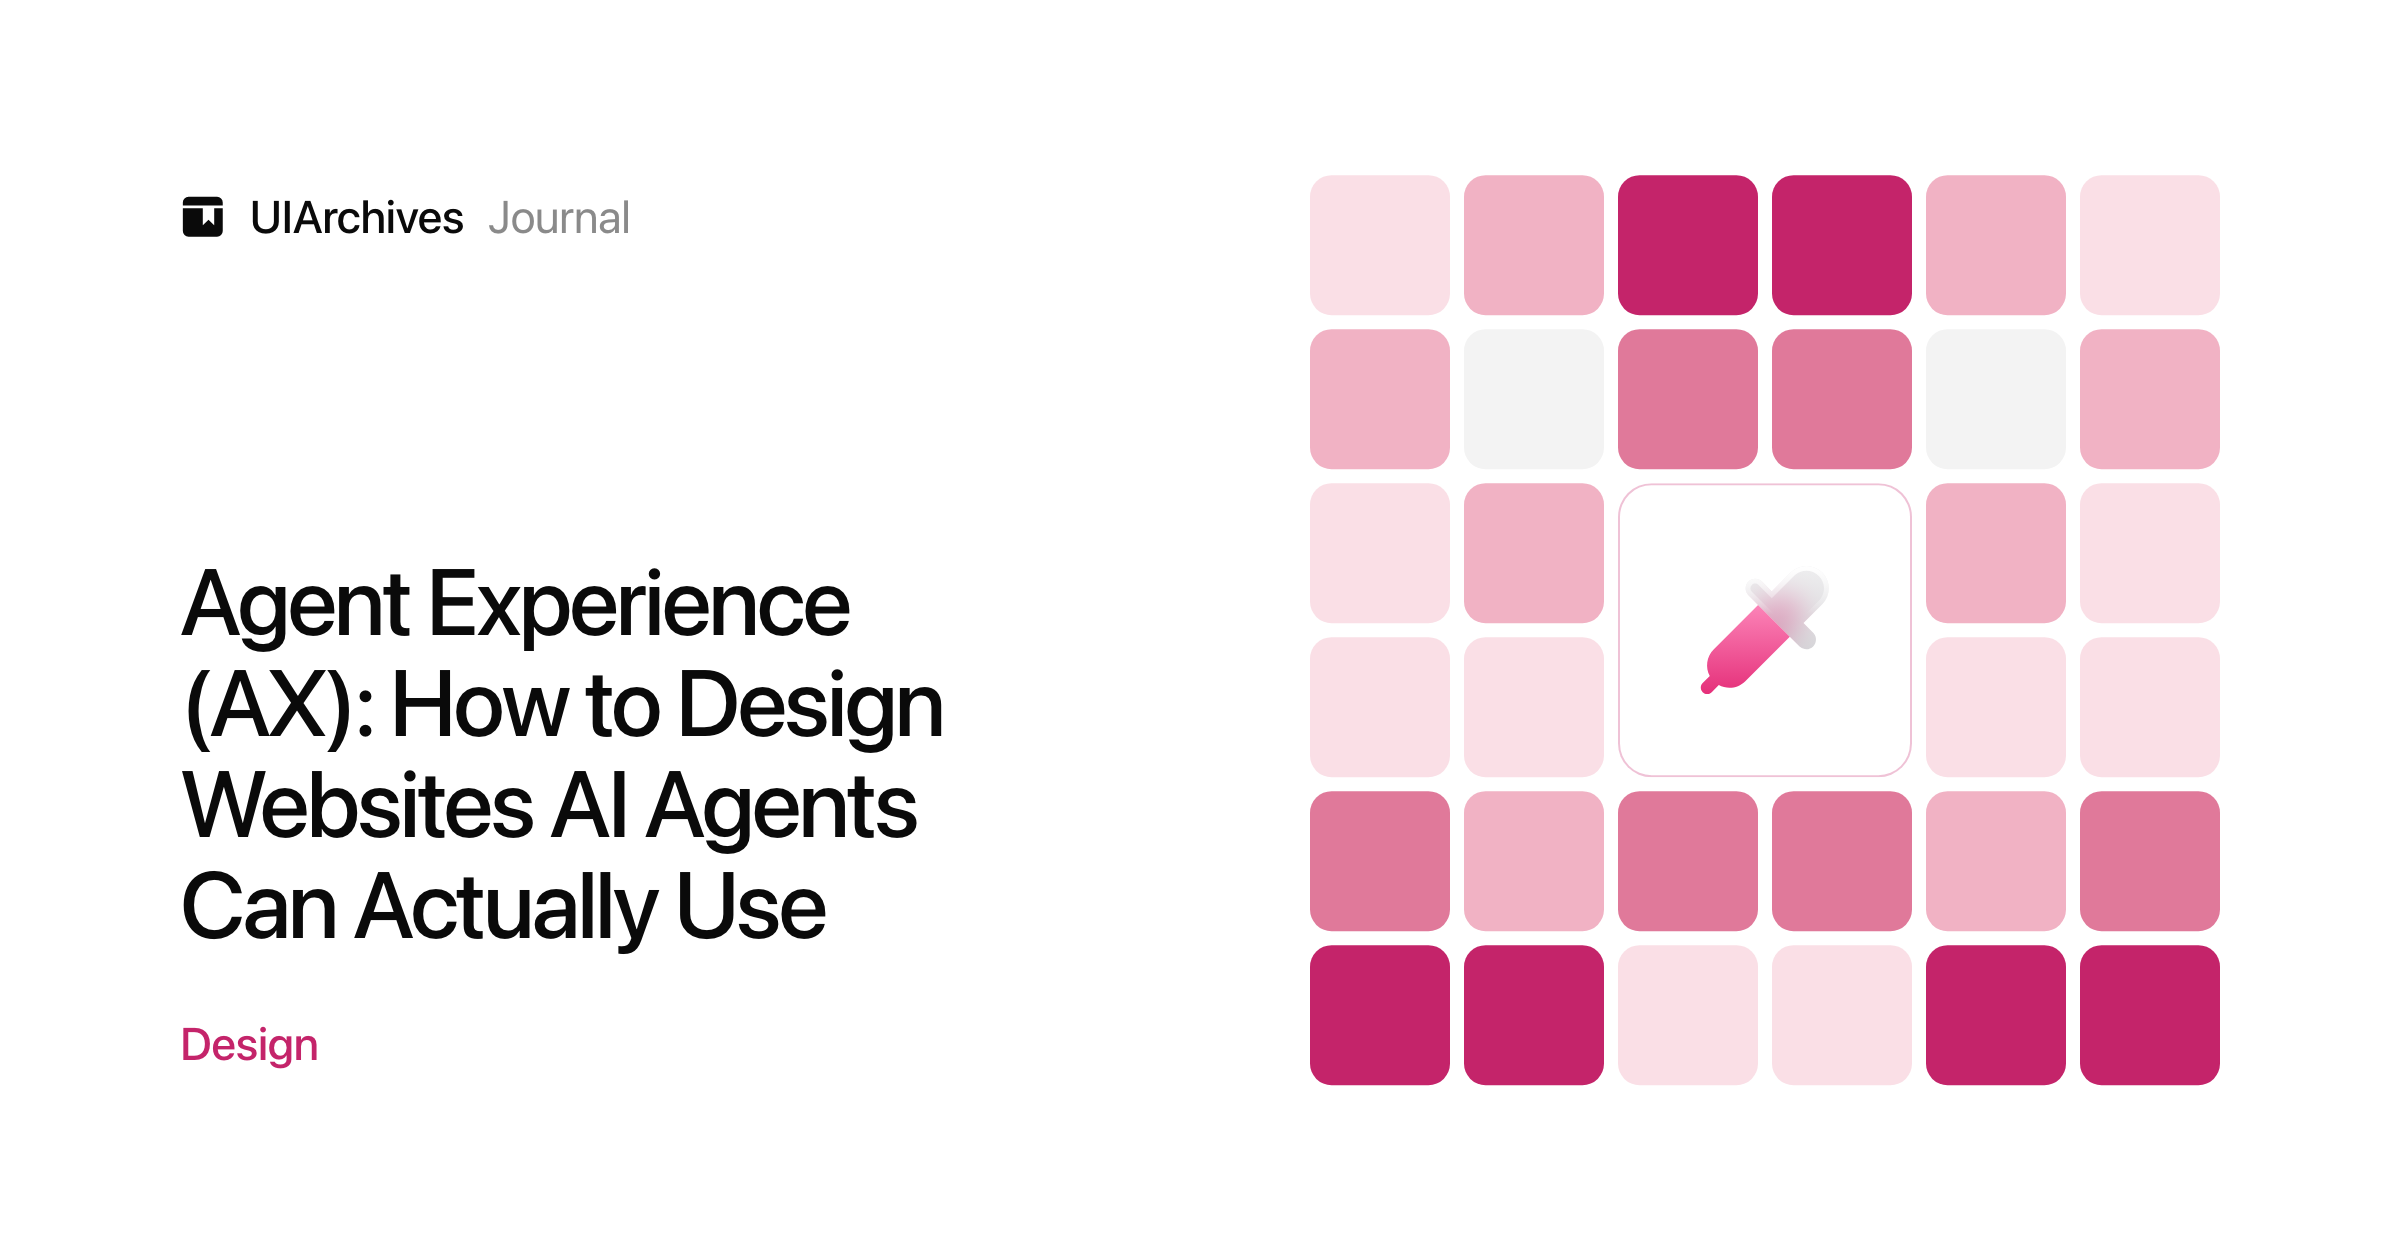 UIArchives Journal
Agent Experience
(AX): How to Design
Websites AI Agents
Can Actually Use
Design